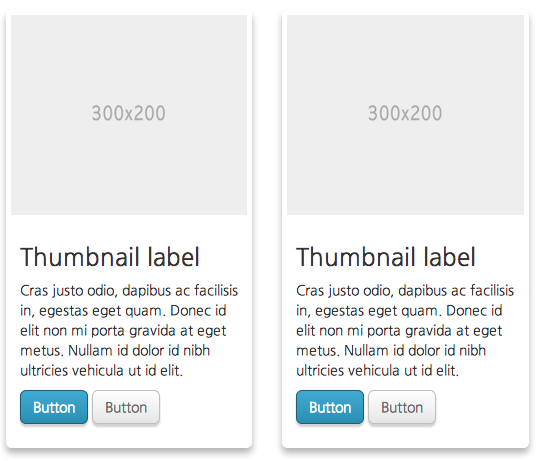 300x200
Thumbnail label
Cras justo odio, dapibus ac facilisis
in, egestas eget quam. Donec id
elit non mi porta gravida at eget
metus. Nullam id dolor id nibh
ultricies vehicula ut id elit.
Button Button
300x200
Thumbnail label
Cras justo odio, dapibus ac facilisis
in, egestas eget quam. Donec id
elit non mi porta gravida at eget
metus. Nullam id dolor id nibh
ultricies vehicula ut id elit.
Button Button